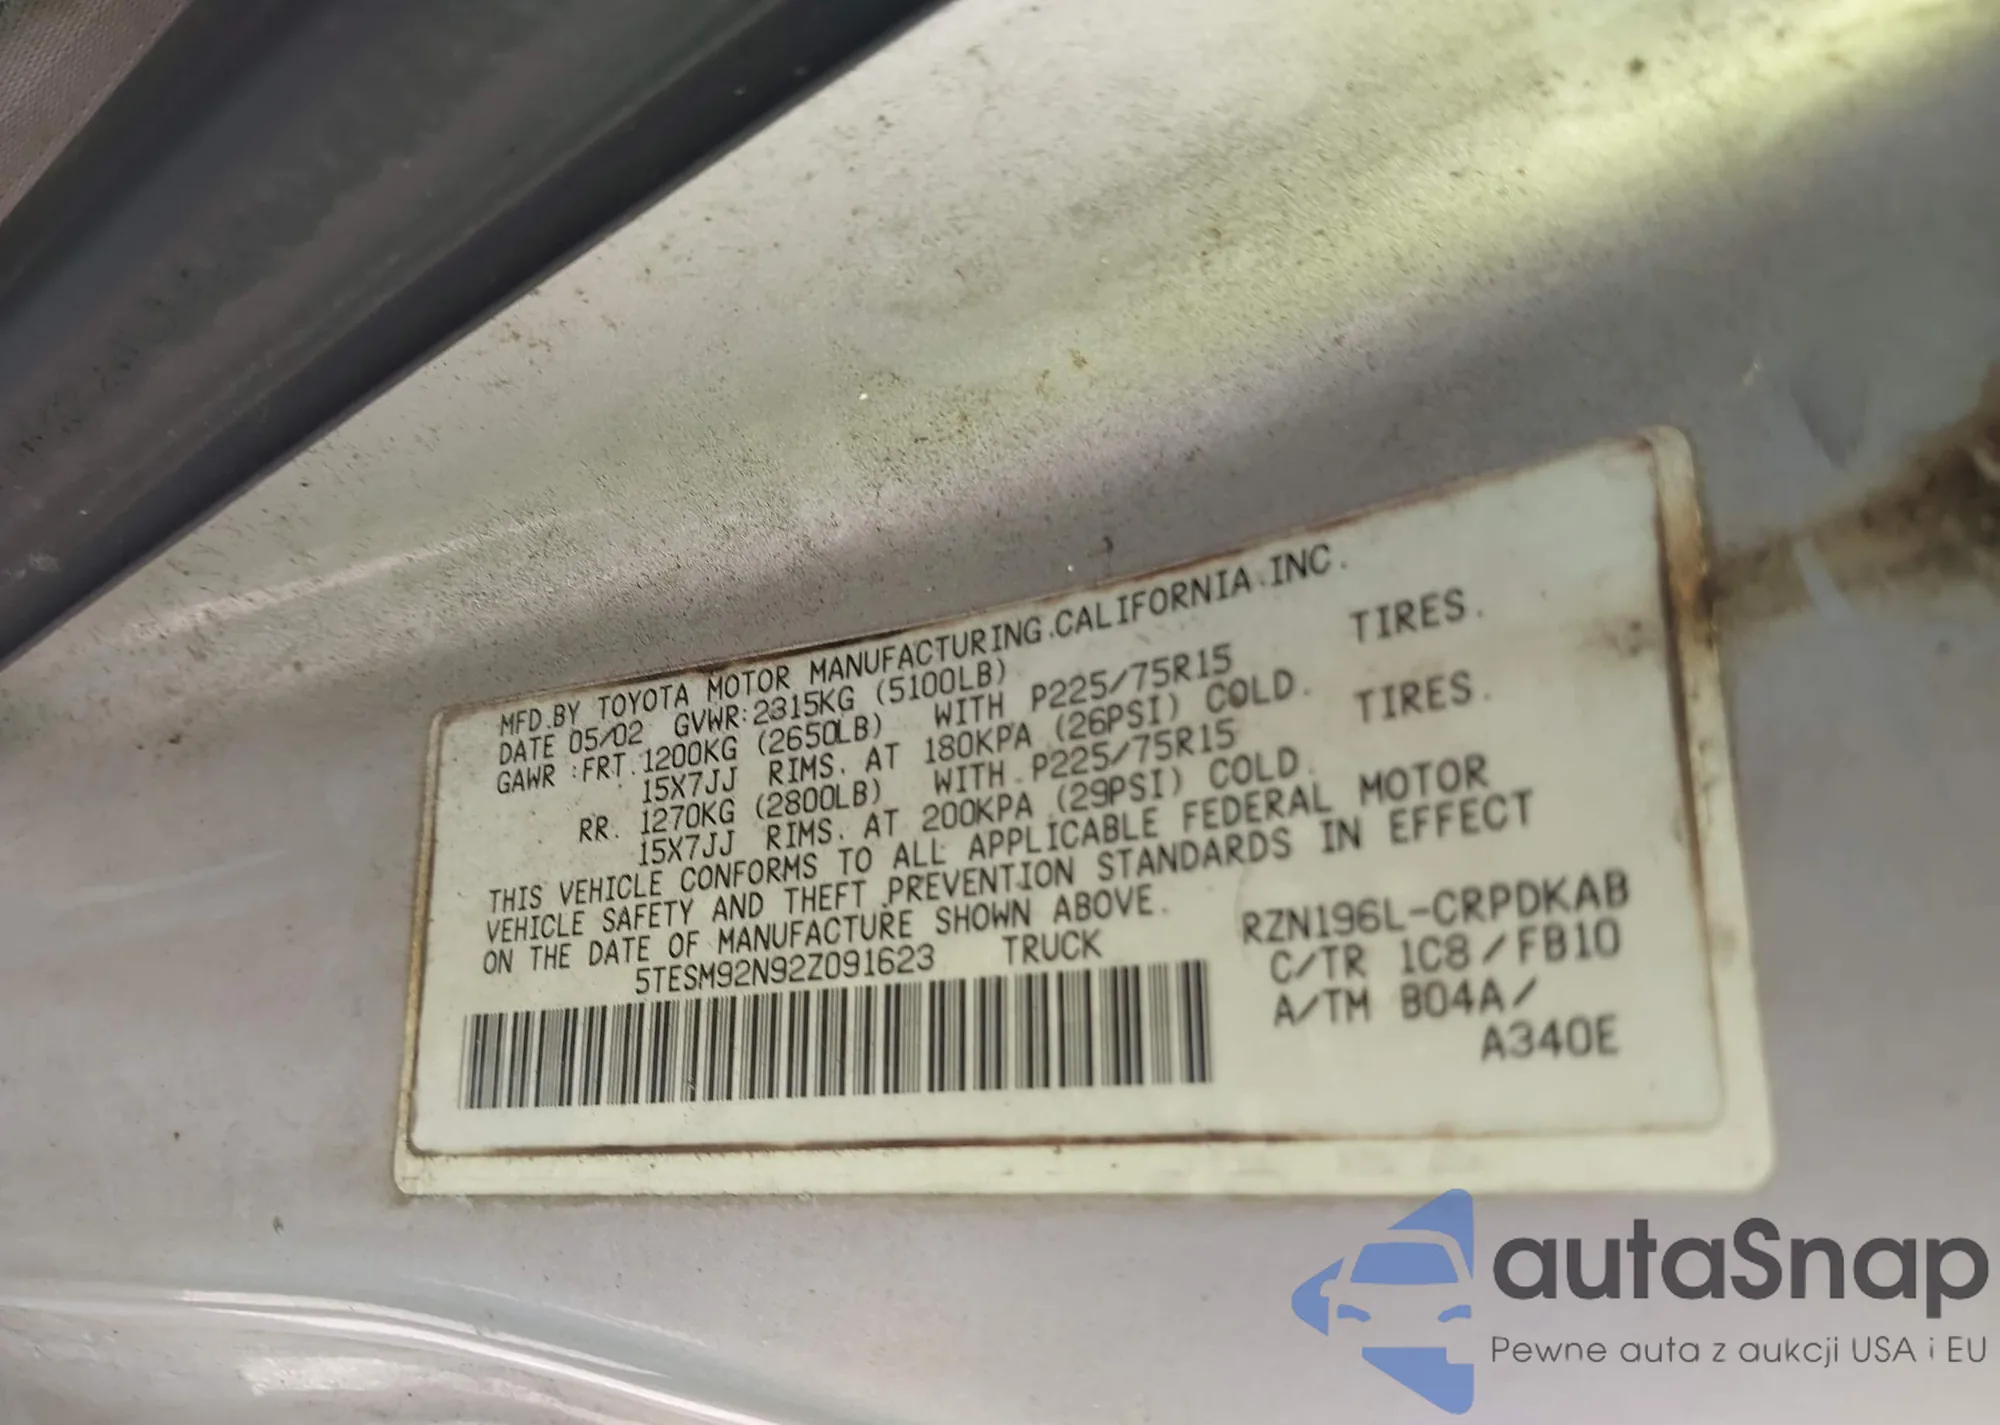 MFD.BY TOYOTA MOTOR MANUFACTURING.CALIFORNIA.INC.
DATE 05/02 GVWR:2315KG (5100LB)
GAWR :FRT. 1200KG (2650LB) WITH P225/75R15 TIRES.
15X7JJ RIMS. AT 180KPA (26PSI) COLD.
RR. 1270KG (2800LB) WITH P225/75R15 TIRES.
15X7JJ RIMS. AT 200KPA (29PSI) COLD.
THIS VEHICLE CONFORMS TO ALL APPLICABLE FEDERAL MOTOR
VEHICLE SAFETY AND THEFT PREVENTION STANDARDS IN EFFECT
ON THE DATE OF MANUFACTURE SHOWN ABOVE.
5TESM92N92Z091623 TRUCK
RZN196L-CRPDKAB
C/TR 1C8/FB10
A/TM B04A/
A340E
autaSnap
Pewne auta z aukcji USA i EU